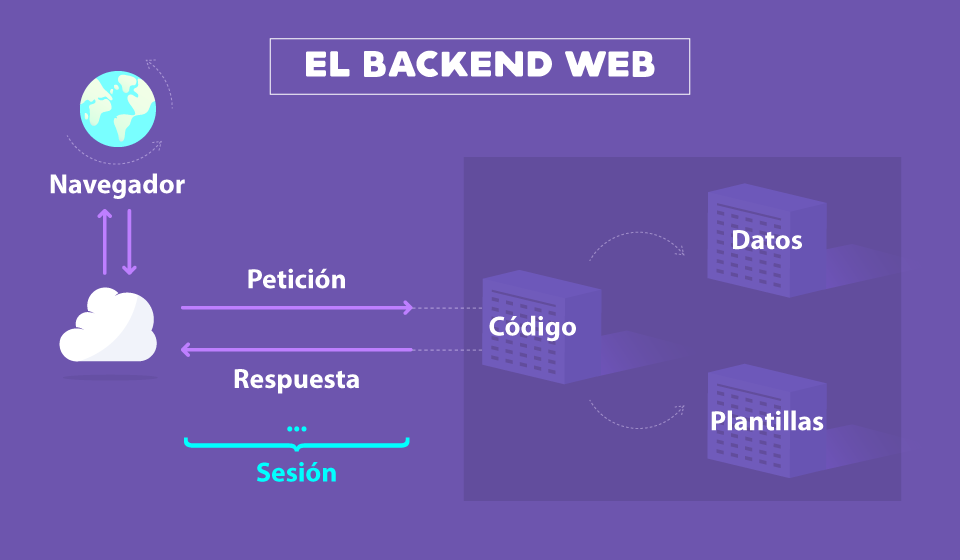 EL BACKEND WEB
Navegador
Petición
Respuesta
...
Sesión
Código
Datos
Plantillas